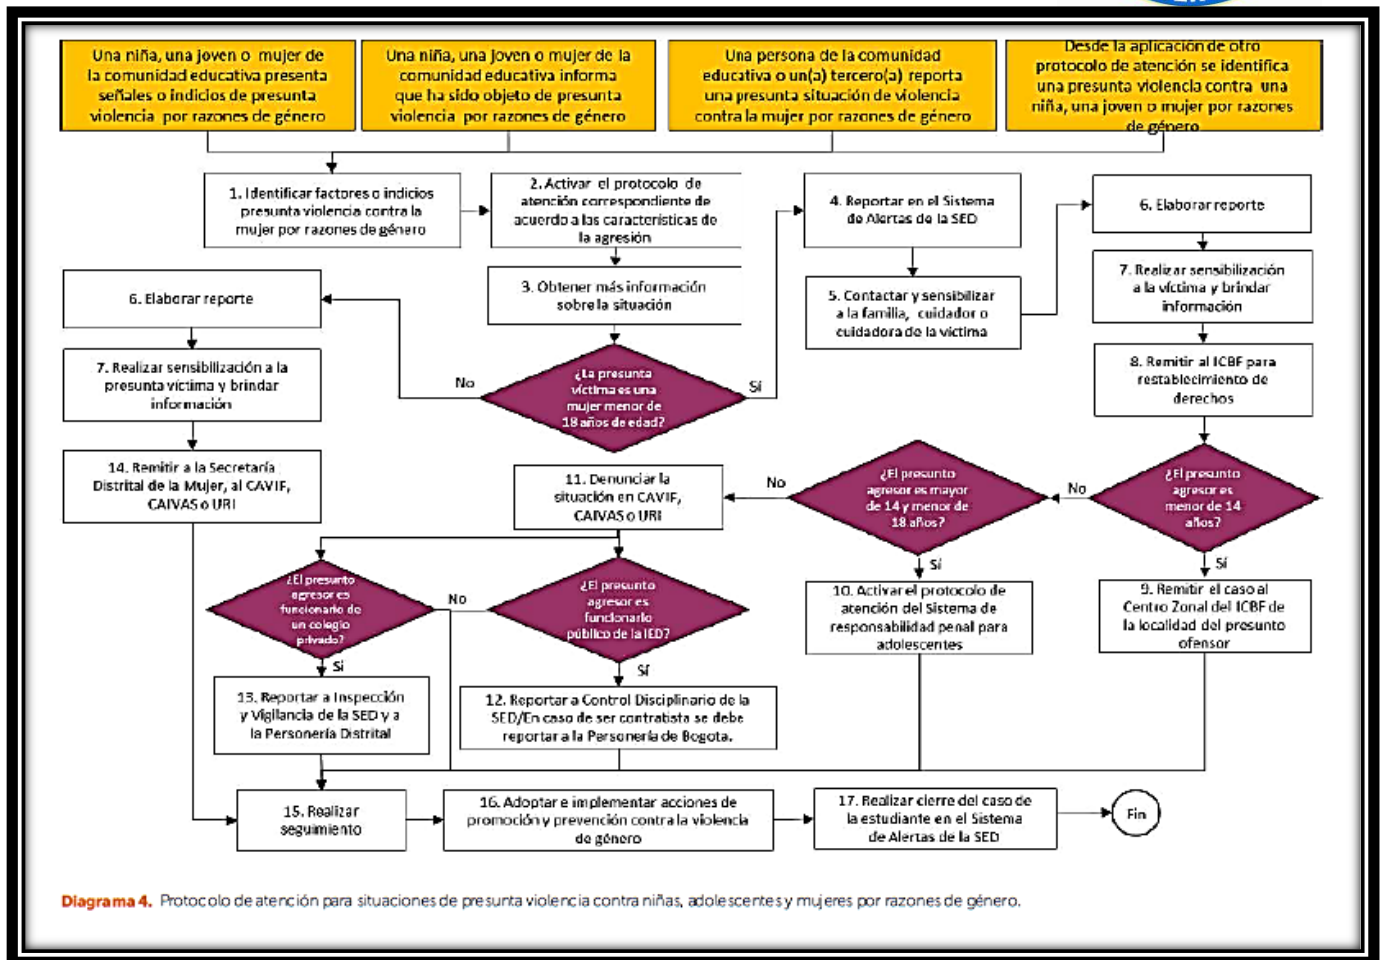 Una niña, una joven o mujer de
la comunidad educativa presenta
señales o indicios de presunta
violencia por razones de género
Una niña, una joven o mujer de la
comunidad educativa informa
que ha sido objeto de presunta
violencia por razones de género
Una persona de la comunidad
educativa o un(a) tercero(a) reporta
una presunta situación de violencia
contra la mujer por razones de género
Desde la aplicación de otro
protocolo de atención se identifica
una presunta violencia contra una
niña, una joven o mujer por razones
de género
1. Identificar factores o indicios
presunta violencia contra la
mujer por razones de género
2. Activar el protocolo de
atención correspondiente de
acuerdo a las características de
la agresión
4. Reportar en el Sistema
de Alertas de la SED
6. Elaborar reporte
3. Obtener más información
sobre la situación
5. Contactar y sensibilizar
a la familia, cuidador o
cuidadora de la víctima
7. Realizar sensibilización
a la víctima y brindar
información
6. Elaborar reporte
7. Realizar sensibilización a la
presunta víctima y brindar
información
No
¿La presunta
víctima es una
mujer menor de
18 años de edad?
Sí
8. Remitir al ICBF para
restablecimiento de
derechos
14. Remitir a la Secretaría
Distrital de la Mujer, al CAVIF,
CAIVAS o URI
11. Denunciar la
situación en CAVIF,
CAIVAS o URI
No
¿El presunto
agresor es mayor
de 14 y menor de
18 años?
No
¿El presunto
agresor es
menor de 14
años?
Sí
Sí
¿El presunto
agresor es
funcionario de
un colegio
privado?
No
¿El presunto
agresor es
funcionario
público de la IED?
10. Activar el protocolo de
atención del Sistema de
responsabilidad penal para
adolescentes
9. Remitir el caso al
Centro Zonal del ICBF de
la localidad del presunto
ofensor
Sí
Sí
13. Reportar a Inspección
y Vigilancia de la SED y a
la Personería Distrital
12. Reportar a Control Disciplinario de la
SED/En caso de ser contratista se debe
reportar a la Personería de Bogota.
15. Realizar
seguimiento
16. Adoptar e implementar acciones de
promoción y prevención contra la violencia
de género
17. Realizar cierre del caso de
la estudiante en el Sistema
de Alertas de la SED
Fin
Diagrama 4. Protocolo de atención para situaciones de presunta violencia contra niñas, adolescentes y mujeres por razones de género.